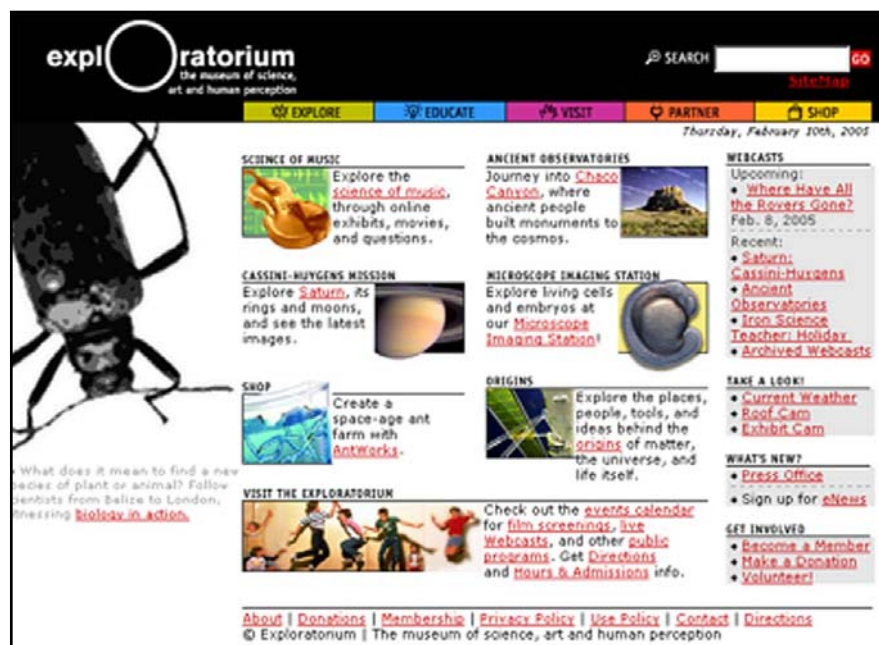 expl ratorium
the museum of science,
art and human perception
SEARCH
GO
SiteMap
EXPLORE
EDUCATE
VISIT
PARTNER
SHOP
Thursday, February 10th, 2005
SCIENCE OF MUSIC
Explore the
science of music,
through online
exhibits, movies,
and questions.
ANCIENT OBSERVATORIES
Journey into Chaco
Canyon, where
ancient people
built monuments to
the cosmos.
CASSINI-HUYGENS MISSION
Explore Saturn, its
rings and moons,
and see the latest
images.
MICROSCOPE IMAGING STATION
Explore living cells
and embryos at
our Microscope
Imaging Station!
SHOP
Create a
space-age ant
farm with
AntWorks.
ORIGINS
Explore the places,
people, tools, and
ideas behind the
origins of matter,
the universe, and
life itself.
What does it mean to find a new
pecies of plant or animal? Follow
ientists from Belize to London,
itnessing biology in action.
VISIT THE EXPLORATORIUM
Check out the events calendar
for film screenings, live
Webcasts, and other public
programs. Get Directions
and Hours & Admissions info.
WEBCASTS
Upcoming:
• Where Have All
the Rovers Gone?
Feb. 8, 2005
Recent:
• Saturn:
Cassini-Huygens
• Ancient
Observatories
• Iron Science
Teacher: Holiday
• Archived Webcasts
TAKE A LOOK!
• Current Weather
• Roof Cam
• Exhibit Cam
WHAT'S NEW?
• Press Office
• Sign up for eNews
GET INVOLVED
• Become a Member
• Make a Donation
• Volunteer!
About | Donations | Membership | Privacy Policy | Use Policy | Contact | Directions
© Exploratorium | The museum of science, art and human perception